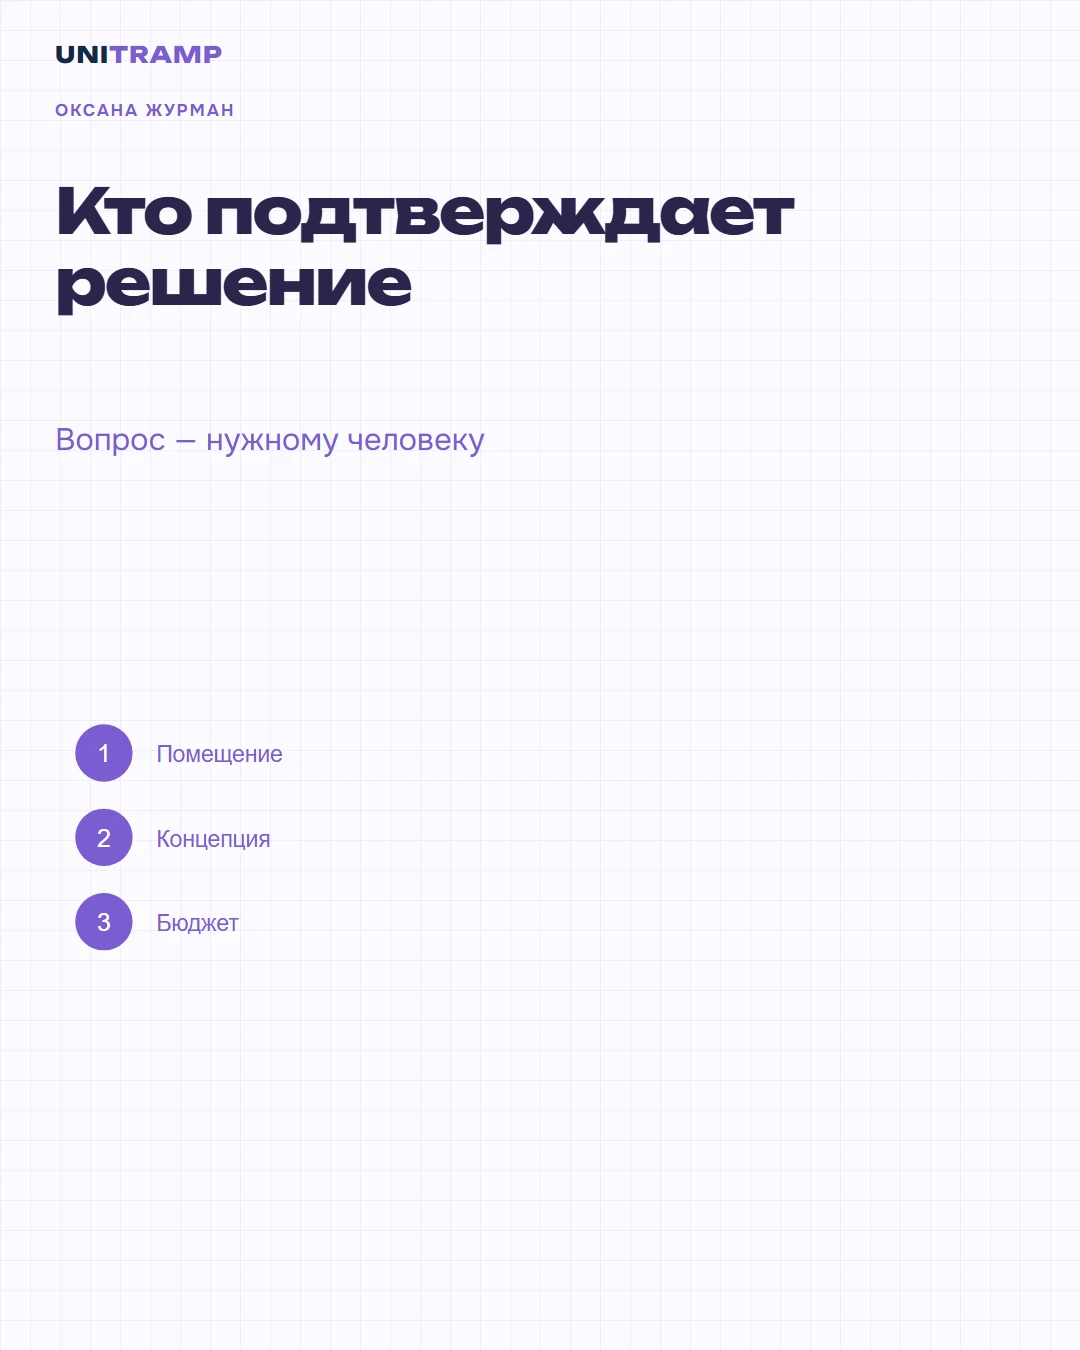 UNITRAMP
ОКСАНА ЖУРМАН
Кто подтверждает
решение
Вопрос — нужному человеку
1 Помещение
2 Концепция
3 Бюджет